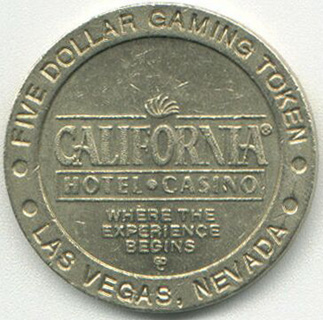 FIVE DOLLAR GAMING TOKEN
CALIFORNIA®
HOTEL • CASINO
WHERE THE
EXPERIENCE
BEGINS
LAS VEGAS, NEVADA